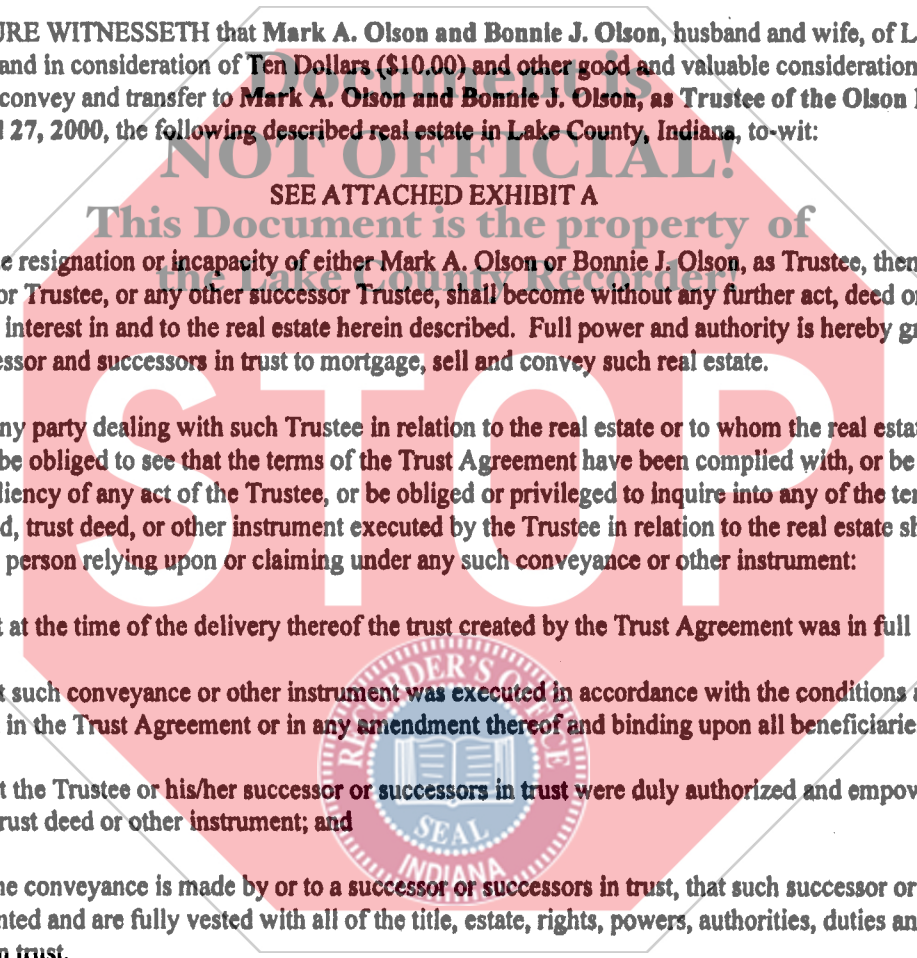 URE WITNESSETH that Mark A. Olson and Bonnie J. Olson, husband and wife, of L
and in consideration of Ten Dollars ($10.00) and other good and valuable consideration
convey and transfer to Mark A. Olson and Bonnie J. Olson, as Trustee of the Olson
27, 2000, the following described real estate in Lake County, Indiana, to-wit:
Document is
NOT OFFICIAL!
SEE ATTACHED EXHIBIT A
This Document is the property of
the Lake County Recorder!
e resignation or incapacity of either Mark A. Olson or Bonnie J. Olson, as Trustee, then
or Trustee, or any other successor Trustee, shall become without any further act, deed or
interest in and to the real estate herein described. Full power and authority is hereby gr
essor and successors in trust to mortgage, sell and convey such real estate.
STOP
ny party dealing with such Trustee in relation to the real estate or to whom the real estat
be obliged to see that the terms of the Trust Agreement have been complied with, or be
liency of any act of the Trustee, or be obliged or privileged to inquire into any of the ter
d, trust deed, or other instrument executed by the Trustee in relation to the real estate sh
person relying upon or claiming under any such conveyance or other instrument:
t at the time of the delivery thereof the trust created by the Trust Agreement was in full
t such conveyance or other instrument was executed in accordance with the conditions
in the Trust Agreement or in any amendment thereof and binding upon all beneficiarie
t the Trustee or his/her successor or successors in trust were duly authorized and empov
rust deed or other instrument; and
ne conveyance is made by or to a successor or successors in trust, that such successor or
nted and are fully vested with all of the title, estate, rights, powers, authorities, duties an
n trust.
RECORDER'S OFFICE
SEAL
INDIANA